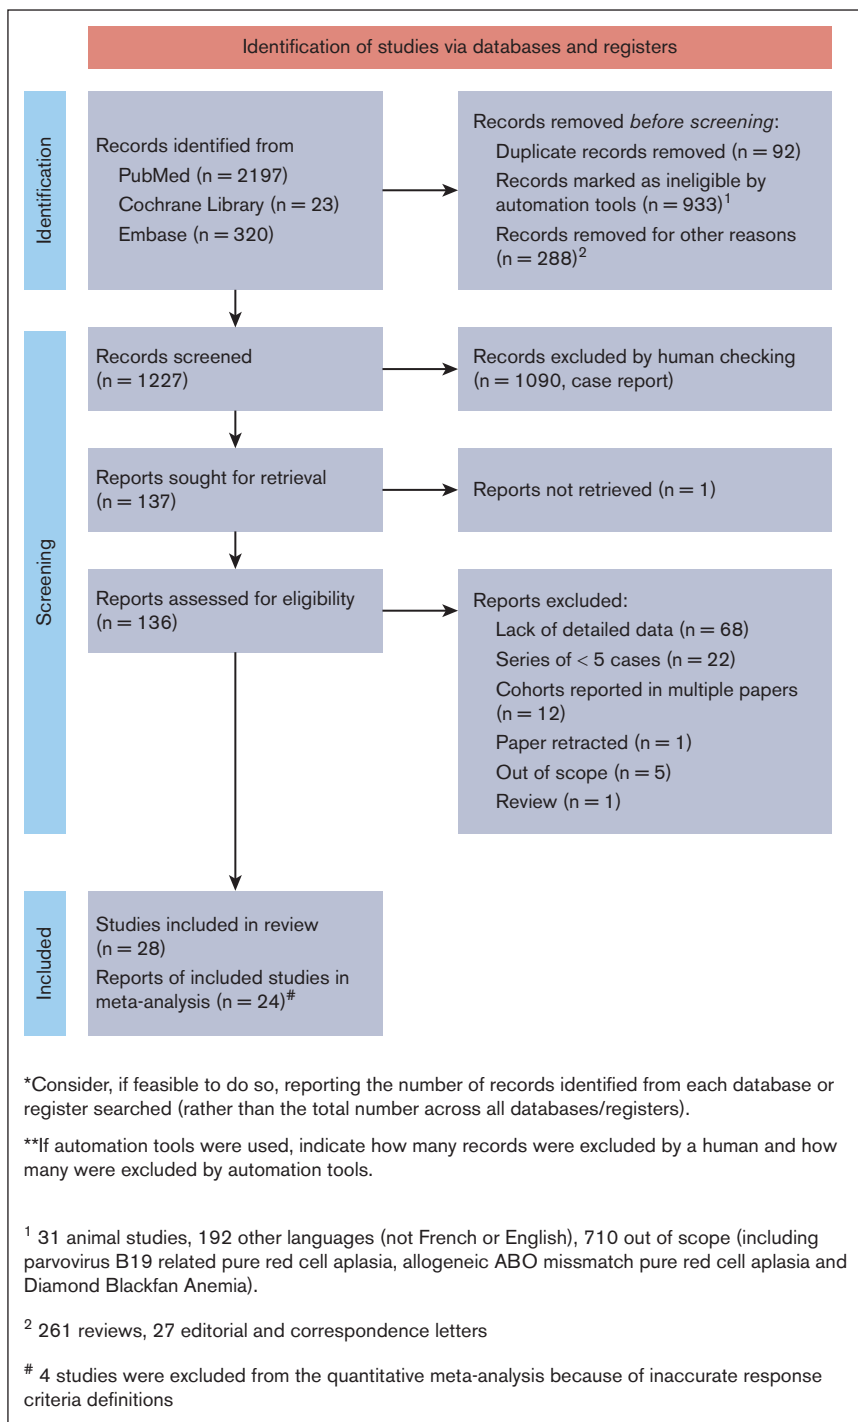 Identification of studies via databases and registers
Identification
Records identified from
PubMed (n = 2197)
Cochrane Library (n = 23)
Embase (n = 320)
Records removed before screening:
Duplicate records removed (n = 92)
Records marked as ineligible by
automation tools (n = 933)1
Records removed for other reasons
(n = 288)2
Screening
Records screened
(n = 1227)
Records excluded by human checking
(n = 1090, case report)
Reports sought for retrieval
(n = 137)
Reports not retrieved (n = 1)
Reports assessed for eligibility
(n = 136)
Reports excluded:
Lack of detailed data (n = 68)
Series of < 5 cases (n = 22)
Cohorts reported in multiple papers
(n = 12)
Paper retracted (n = 1)
Out of scope (n = 5)
Review (n = 1)
Included
Studies included in review
(n = 28)
Reports of included studies in
meta-analysis (n = 24)#
*Consider, if feasible to do so, reporting the number of records identified from each database or
register searched (rather than the total number across all databases/registers).
**If automation tools were used, indicate how many records were excluded by a human and how
many were excluded by automation tools.
1 31 animal studies, 192 other languages (not French or English), 710 out of scope (including
parvovirus B19 related pure red cell aplasia, allogeneic ABO missmatch pure red cell aplasia and
Diamond Blackfan Anemia).
2 261 reviews, 27 editorial and correspondence letters
# 4 studies were excluded from the quantitative meta-analysis because of inaccurate response
criteria definitions